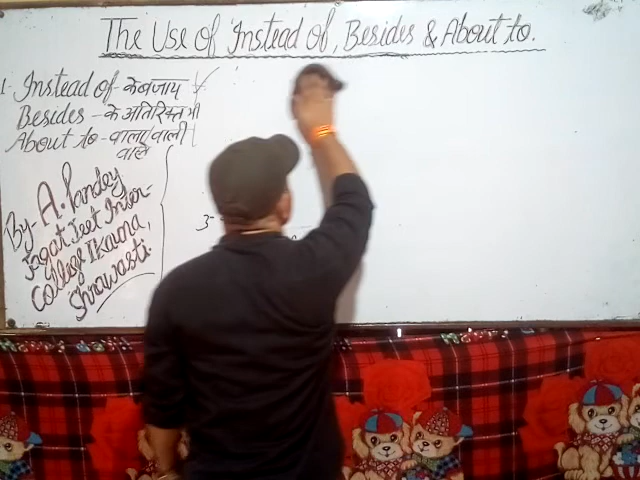 The Use of Instead of, Besides & About to.
1- Instead of - के बजाय
Besides - के अतिरिक्त भी
About to - वाला/वाली
वाले
By- A. Pandey
Jagat Jeet Inter-
College Ikauna,
Shrawasti
3-